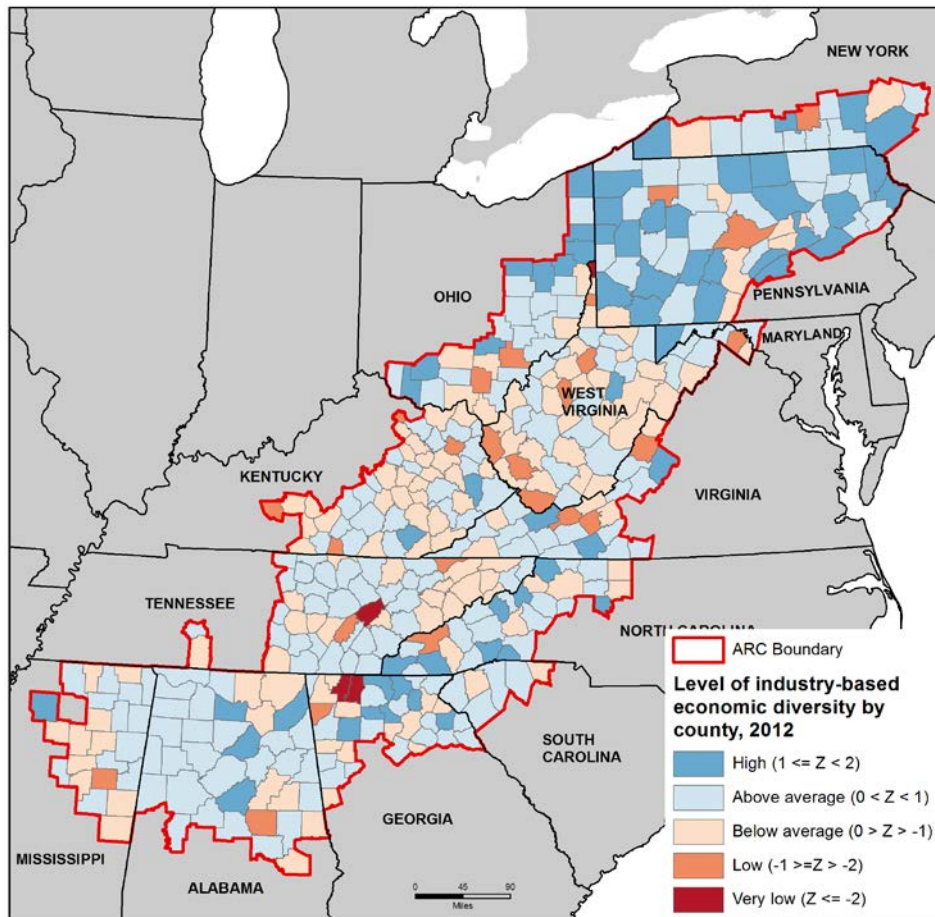 NEW YORK
PENNSYLVANIA
OHIO
MARYLAND
WEST
VIRGINIA
KENTUCKY
VIRGINIA
TENNESSEE
NORTH CAROLINA
SOUTH
CAROLINA
GEORGIA
MISSISSIPPI
ALABAMA
0 45 90
Miles
ARC Boundary
Level of industry-based
economic diversity by
county, 2012
High (1 <= Z < 2)
Above average (0 < Z < 1)
Below average (0 > Z > -1)
Low (-1 >=Z > -2)
Very low (Z <= -2)